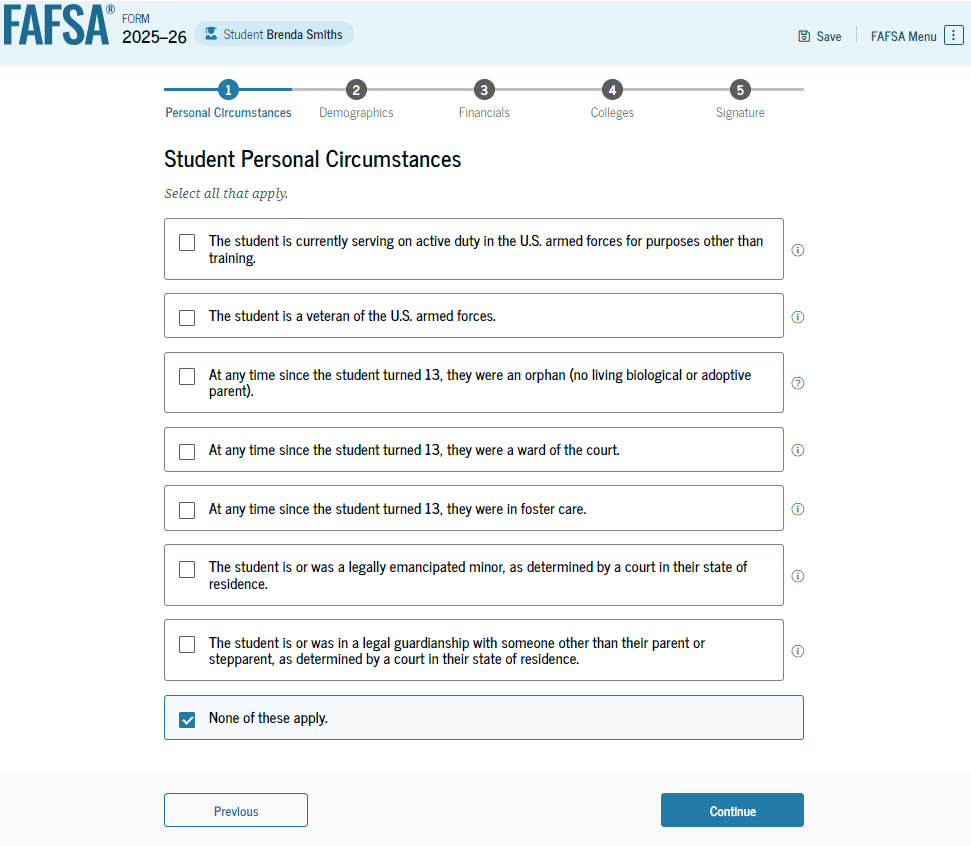 FAFSA®
FORM
2025–26
Student Brenda Smiths
Save
FAFSA Menu
1
2
3
4
5
Personal Circumstances
Demographics
Financials
Colleges
Signature
Student Personal Circumstances
Select all that apply.
The student is currently serving on active duty in the U.S. armed forces for purposes other than
training.
The student is a veteran of the U.S. armed forces.
At any time since the student turned 13, they were an orphan (no living biological or adoptive
parent).
At any time since the student turned 13, they were a ward of the court.
At any time since the student turned 13, they were in foster care.
The student is or was a legally emancipated minor, as determined by a court in their state of
residence.
The student is or was in a legal guardianship with someone other than their parent or
stepparent, as determined by a court in their state of residence.
None of these apply.
Previous
Continue